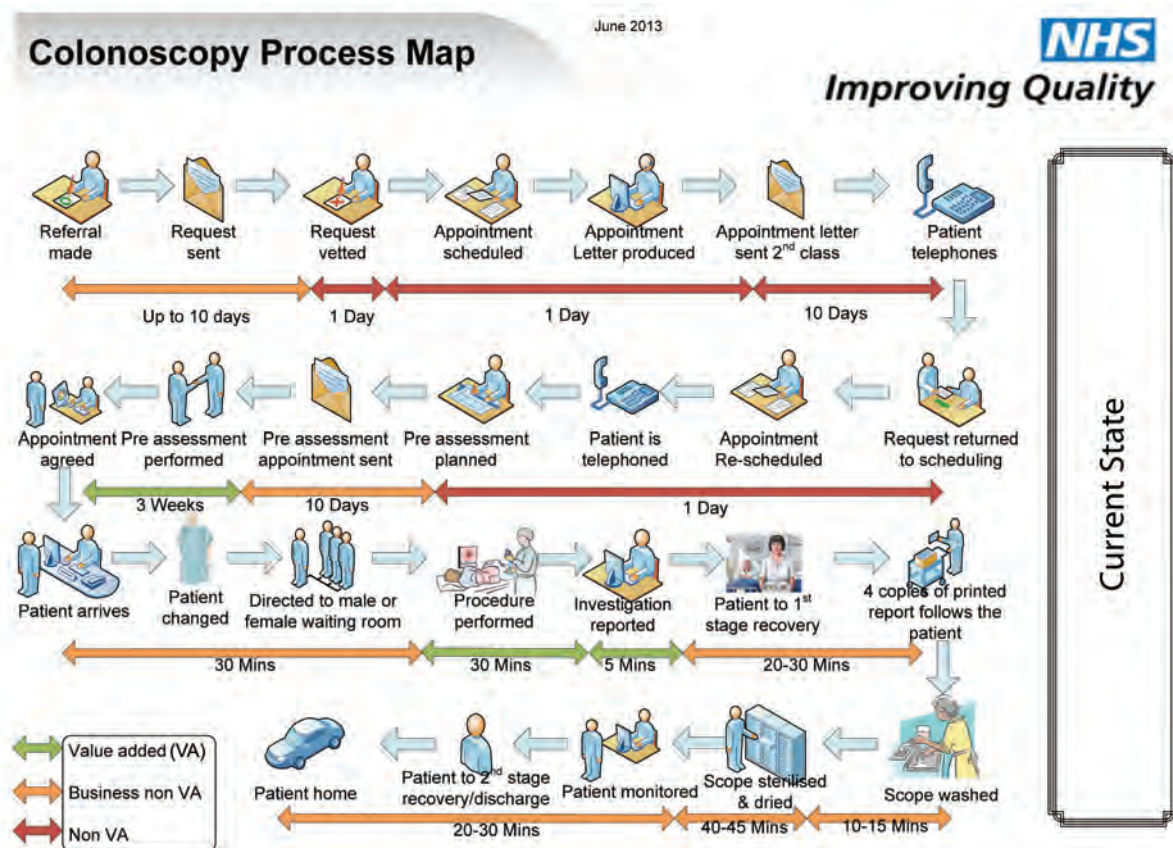 June 2013
Colonoscopy Process Map
NHS
Improving Quality
Referral
made
Request
sent
Request
vetted
Appointment
scheduled
Appointment
Letter produced
Appointment letter
sent 2nd class
Patient
telephones
Up to 10 days
1 Day
1 Day
10 Days
Appointment
agreed
Pre assessment
performed
Pre assessment
appointment sent
Pre assessment
planned
Patient is
telephoned
Appointment
Re-scheduled
Request returned
to scheduling
3 Weeks
10 Days
1 Day
Patient arrives
Patient
changed
Directed to male or
female waiting room
Procedure
performed
Investigation
reported
Patient to 1st
stage recovery
4 copies of printed
report follows the
patient
30 Mins
30 Mins
5 Mins
20-30 Mins
Patient home
Patient to 2nd stage
recovery/discharge
Patient monitored
Scope sterilised
& dried
Scope washed
20-30 Mins
40-45 Mins
10-15 Mins
Value added (VA)
Business non VA
Non VA
Current State